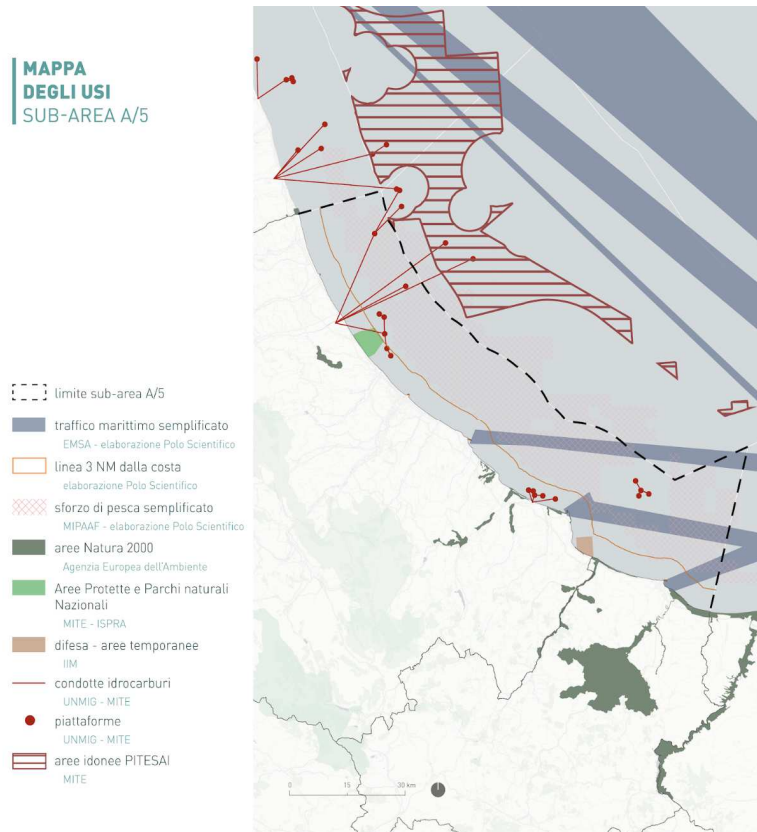 MAPPA
DEGLI USI
SUB-AREA A/5
limite sub-area A/5
traffico marittimo semplificato
EMSA - elaborazione Polo Scientifico
linea 3 NM dalla costa
elaborazione Polo Scientifico
sforzo di pesca semplificato
MIPAAF - elaborazione Polo Scientifico
aree Natura 2000
Agenzia Europea dell'Ambiente
Aree Protette e Parchi naturali
Nazionali
MITE - ISPRA
difesa - aree temporanee
IIM
condotte idrocarburi
UNMIG - MITE
piattaforme
UNMIG - MITE
aree idonee PITESAI
MITE
0 15 30 km